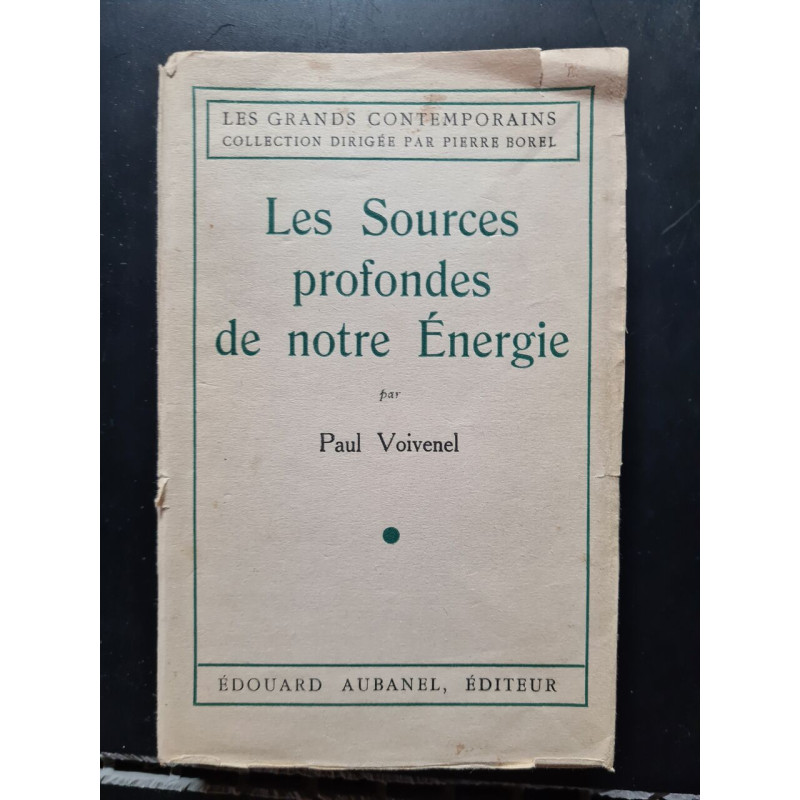 LES GRANDS CONTEMPORAINS
COLLECTION DIRIGÉE PAR PIERRE BOREL
Les Sources
profondes
de notre Énergie
par
Paul Voivenel
ÉDOUARD AUBANEL, ÉDITEUR